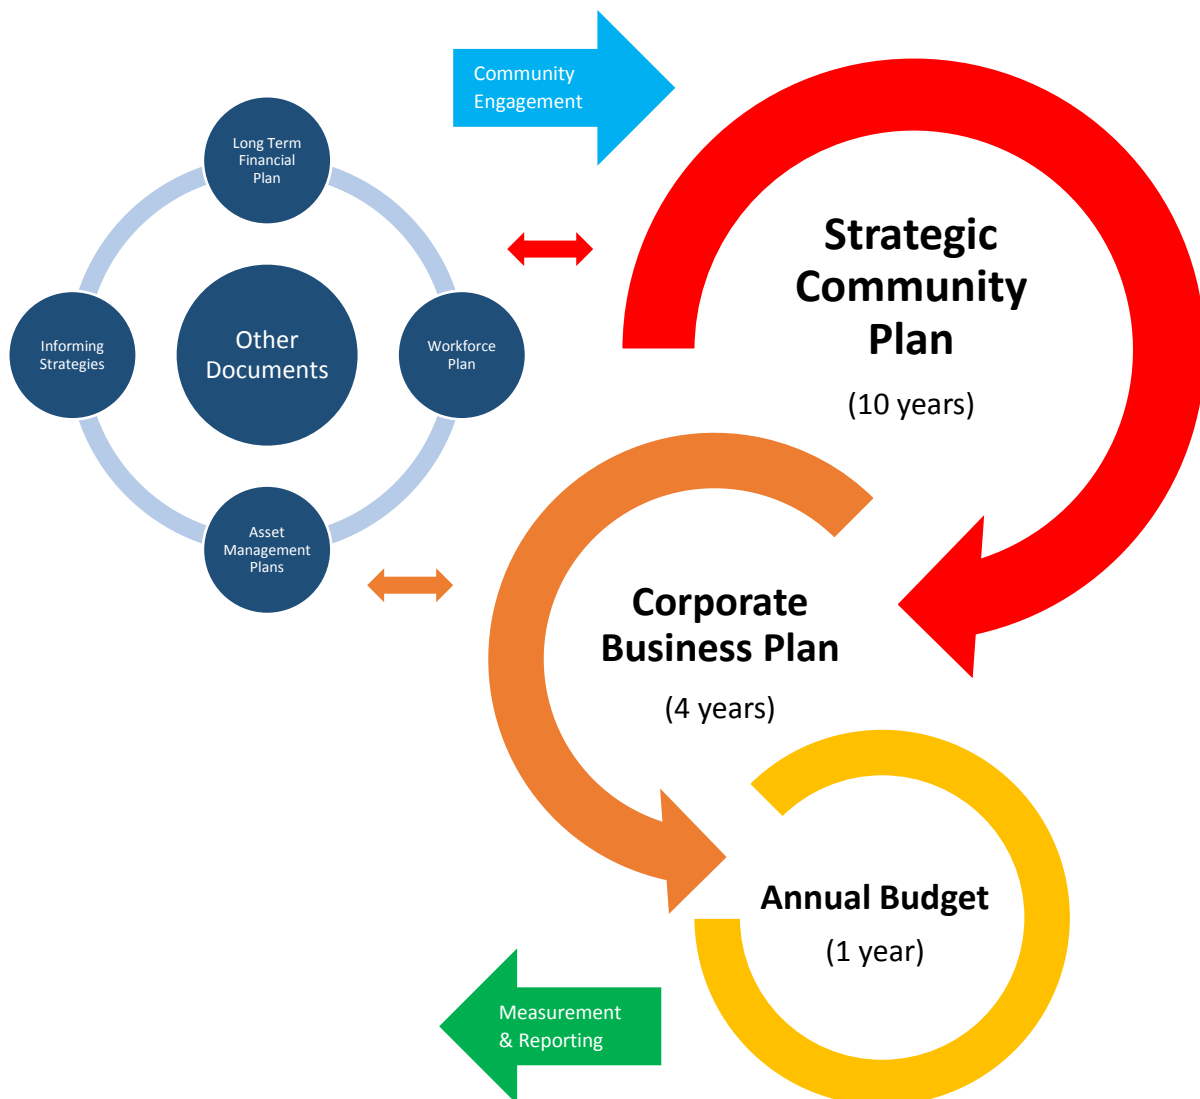 Community
Engagement
Long Term
Financial
Plan
Informing
Strategies
Other
Documents
Workforce
Plan
Asset
Management
Plans
Strategic
Community
Plan
(10 years)
Corporate
Business Plan
(4 years)
Annual Budget
(1 year)
Measurement
& Reporting